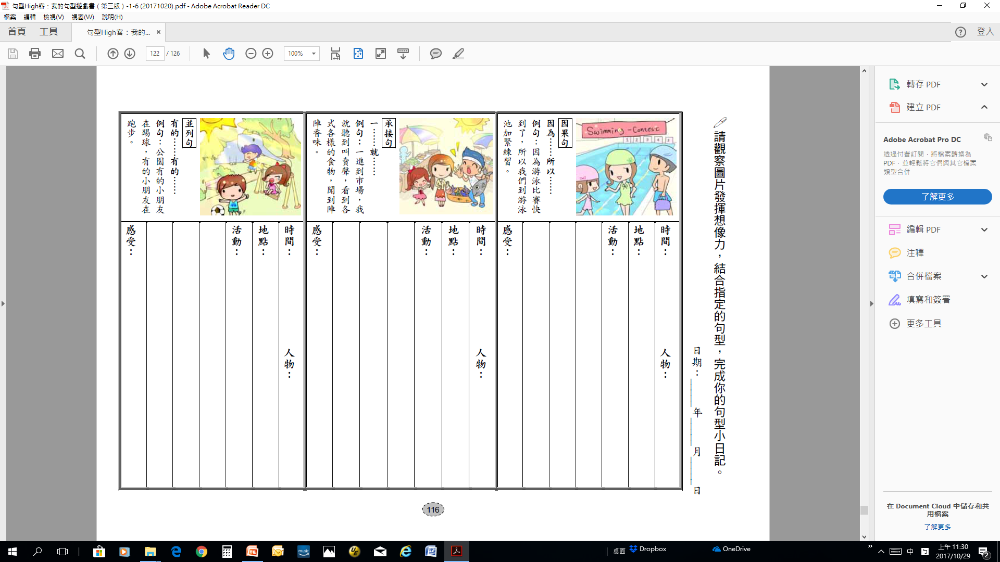 句型High客：我的句型遊戲書（第三版）-1-6 (20171020).pdf - Adobe Acrobat Reader DC
檔案 編輯 檢視(V) 視窗(W) 說明(H)
首頁 工具 句型High客：我的... ×
登入
122 / 126
100%
請觀察圖片發揮想像力，結合指定的句型，完成你的句型小日記。
日期： 年 月 日
Swimming - Contest
1 2 3 4 5
因果句
因為……所以……
例句：因為游泳比賽快
到了，所以我們到游泳
池加緊練習。
時間： 人物：
地點：
活動：
感受：
承接句
一……就……
例句：一進到市場，我
就聽到叫賣聲，看到各
式各樣的食物，聞到陣
陣香味。
時間： 人物：
地點：
活動：
感受：
並列句
有的……有的……
例句：公園有的小朋友
在踢球，有的小朋友在
跑步。
時間： 人物：
地點：
活動：
感受：
116
轉存 PDF
建立 PDF
Adobe Acrobat Pro DC
透過付費訂閱，將檔案轉換為
PDF，並輕鬆將它們與其它檔案
類型合併
了解更多
編輯 PDF
注釋
合併檔案
填寫和簽署
更多工具
在 Document Cloud 中儲存和共
用檔案
了解更多
music
UE
桌面
Dropbox
OneDrive
中
ㄅ
上午 11:30
2017/10/29
2